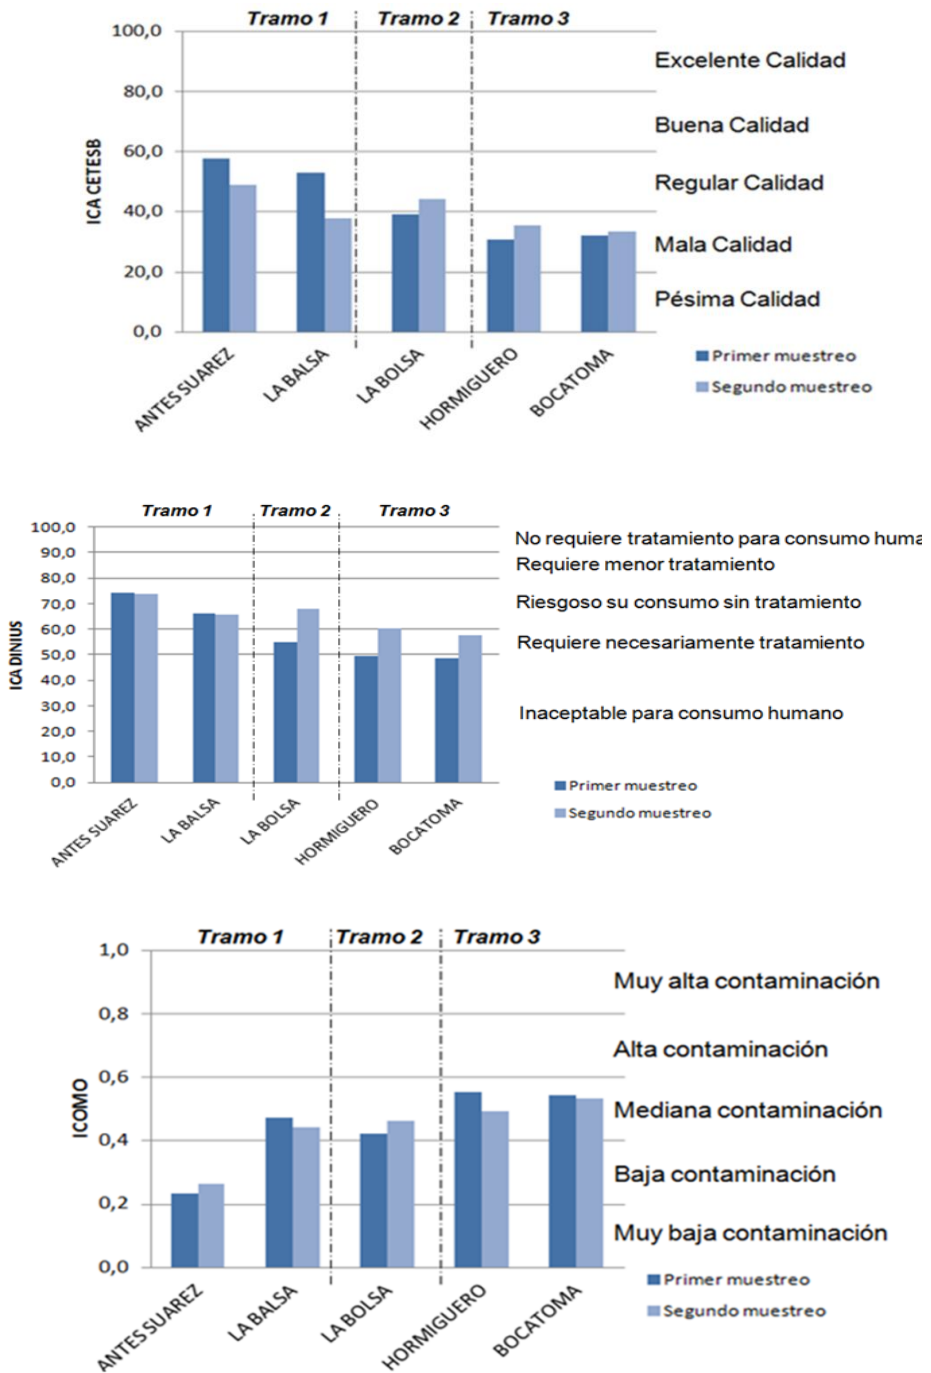 Tramo 1 Tramo 2 Tramo 3
100,0
80,0
60,0
40,0
20,0
0,0
ICA CETESB
Excelente Calidad
Buena Calidad
Regular Calidad
Mala Calidad
Pésima Calidad
ANTES SUAREZ
LA BALSA
LA BOLSA
HORMIGUERO
BOCATOMA
Primer muestreo
Segundo muestreo
Tramo 1 Tramo 2 Tramo 3
100,0
90,0
80,0
70,0
60,0
50,0
40,0
30,0
20,0
10,0
0,0
ICA DINIUS
No requiere tratamiento para consumo huma
Requiere menor tratamiento
Riesgoso su consumo sin tratamiento
Requiere necesariamente tratamiento
Inaceptable para consumo humano
ANTES SUAREZ
LA BALSA
LA BOLSA
HORMIGUERO
BOCATOMA
Primer muestreo
Segundo muestreo
Tramo 1 Tramo 2 Tramo 3
1,0
0,8
0,6
0,4
0,2
0,0
ICOMO
Muy alta contaminación
Alta contaminación
Mediana contaminación
Baja contaminación
Muy baja contaminación
ANTES SUAREZ
LA BALSA
LA BOLSA
HORMIGUERO
BOCATOMA
Primer muestreo
Segundo muestreo